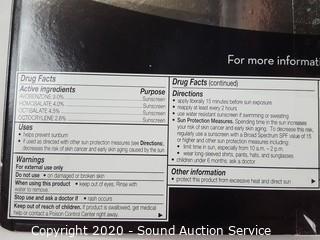 For more informati
Drug Facts
Active ingredients Purpose
AVOBENZONE 3.0% Sunscreen
HOMOSALATE 4.0% Sunscreen
OCTISALATE 4.5% Sunscreen
OCTOCRYLENE 2.6% Sunscreen
Uses
• helps prevent sunburn
• if used as directed with other sun protection measures (see Directions),
decreases the risk of skin cancer and early skin aging caused by the sun
Warnings
For external use only
Do not use • on damaged or broken skin
When using this product • keep out of eyes. Rinse with
water to remove.
Stop use and ask a doctor if • rash occurs
Keep out of reach of children. If product is swallowed, get medical
help or contact a Poison Control Center right away.
Drug Facts (continued)
Directions
• apply liberally 15 minutes before sun exposure
• reapply at least every 2 hours
• use water resistant sunscreen if swimming or sweating
• Sun Protection Measures. Spending time in the sun increases
your risk of skin cancer and early skin aging. To decrease this risk,
regularly use a sunscreen with a Broad Spectrum SPF value of 15
or higher and other sun protection measures including:
• limit time in sun, especially from 10 a.m. – 2 p.m.
• wear long-sleeved shirts, pants, hats, and sunglasses
• children under 6 months: ask a doctor
Other information
• protect this product from excessive heat and direct sun
Copyright 2020 - Sound Auction Service